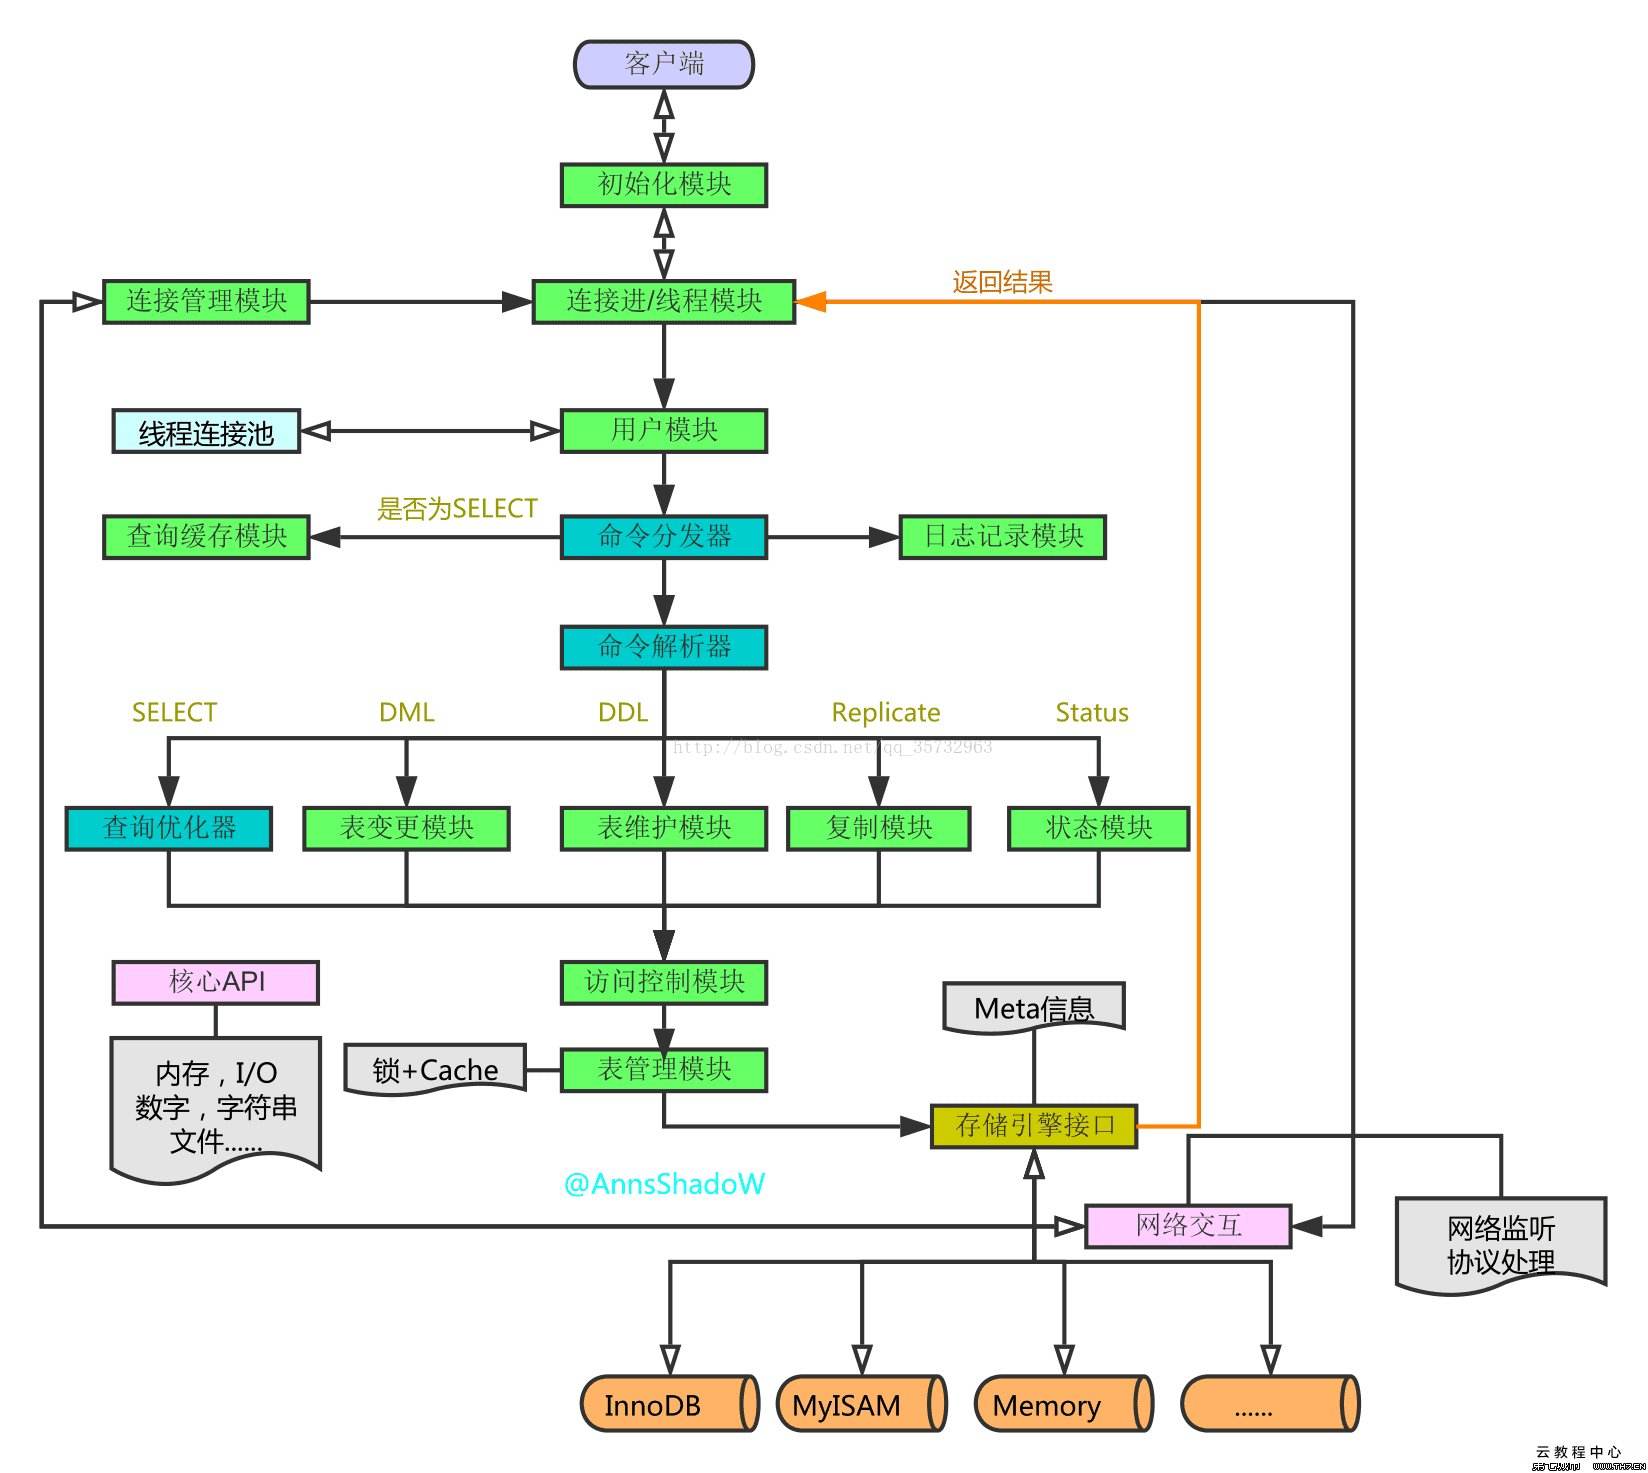 客户端
初始化模块
返回结果
连接管理模块
连接进/线程模块
线程连接池
用户模块
是否为SELECT
查询缓存模块
命令分发器
日志记录模块
命令解析器
SELECT
DML
DDL
Replicate
Status
http://blog.csdn.net/qq_35732963
查询优化器
表变更模块
表维护模块
复制模块
状态模块
核心API
访问控制模块
Meta信息
内存，I/O
数字，字符串
文件......
锁+Cache
表管理模块
存储引擎接口
@AnnsShadoW
网络交互
网络监听
协议处理
InnoDB
MyISAM
Memory
......
云教程中心